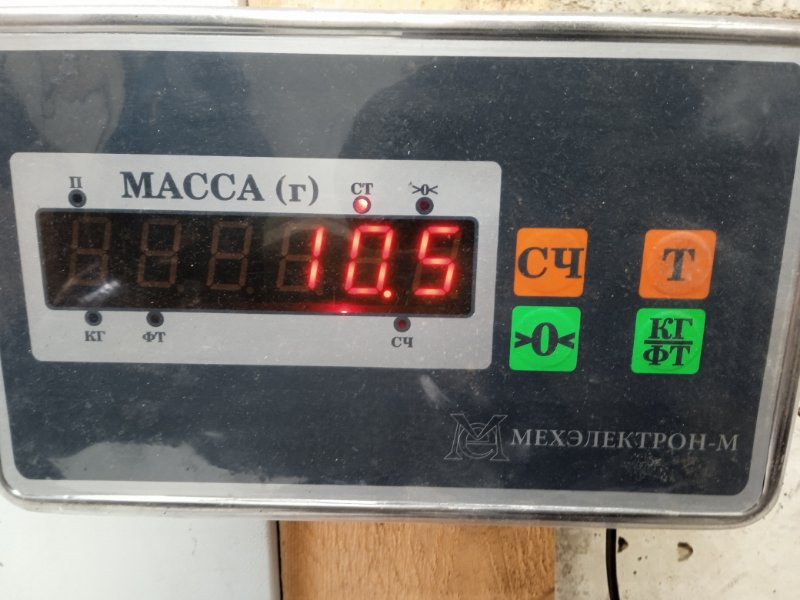 П МАССА (г) СТ >0<
10.5
КГ ФТ СЧ
СЧ Т
>0< КГ/ФТ
МЕХЭЛЕКТРОН-М